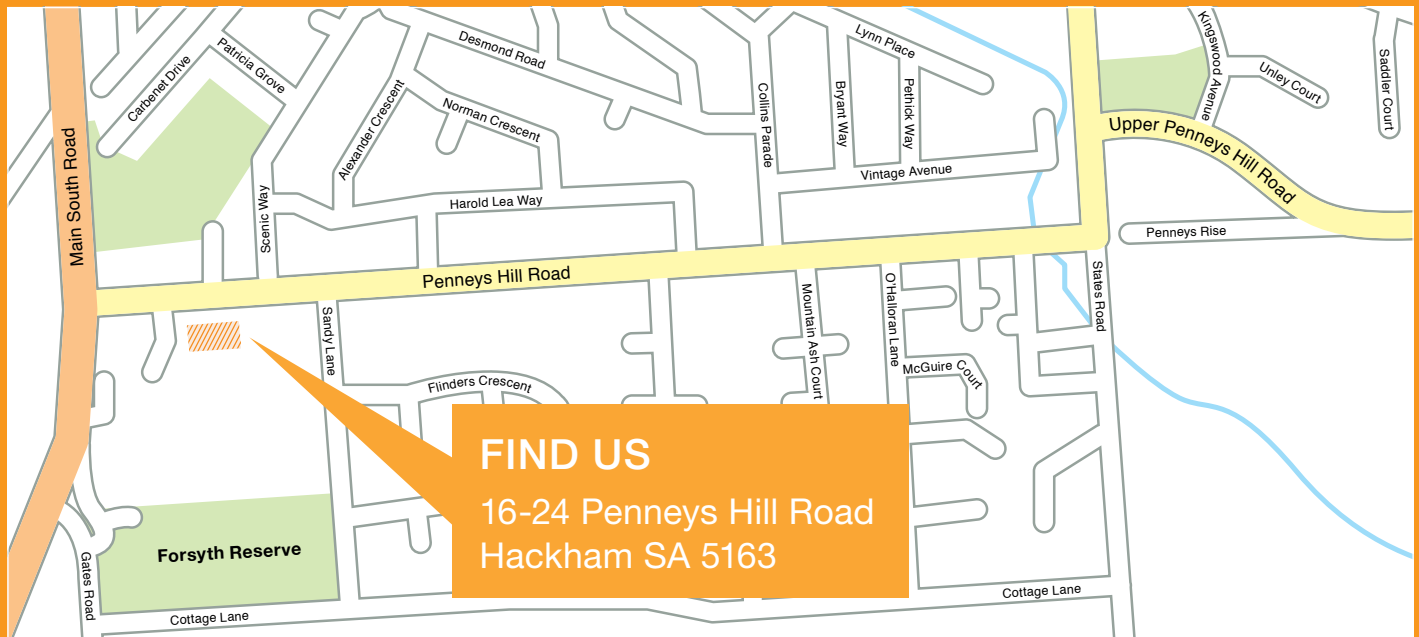 Main South Road
Carbenet Drive
Patricia Grove
Desmond Road
Alexander Crescent
Norman Crescent
Scenic Way
Harold Lea Way
Collins Parade
Bryant Way
Lynn Place
Pethick Way
Vintage Avenue
Kingswood Avenue
Unley Court
Saddler Court
Upper Penneys Hill Road
Penneys Rise
Penneys Hill Road
Sandy Lane
Flinders Crescent
Mountain Ash Court
O'Halloran Lane
McGuire Court
States Road
FIND US
16-24 Penneys Hill Road
Hackham SA 5163
Forsyth Reserve
Gates Road
Cottage Lane
Cottage Lane